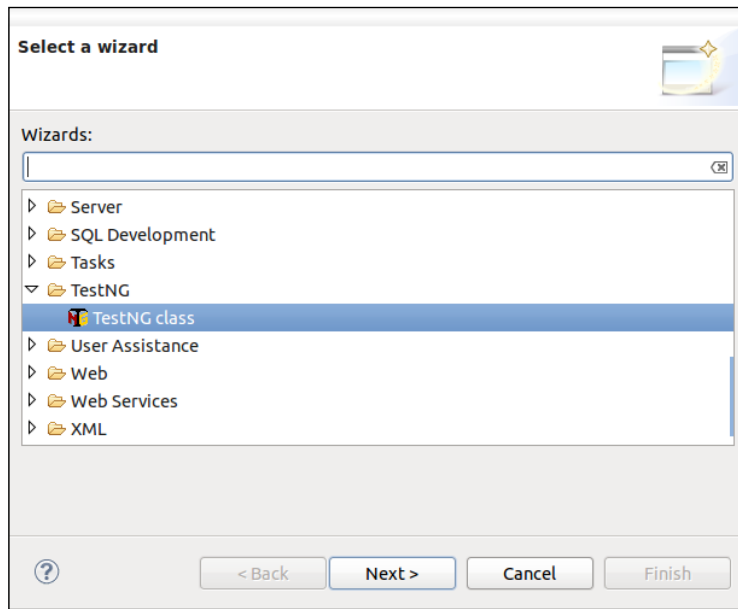 Select a wizard
Wizards:
Server
SQL Development
Tasks
TestNG
TestNG class
User Assistance
Web
Web Services
XML
? < Back Next > Cancel Finish